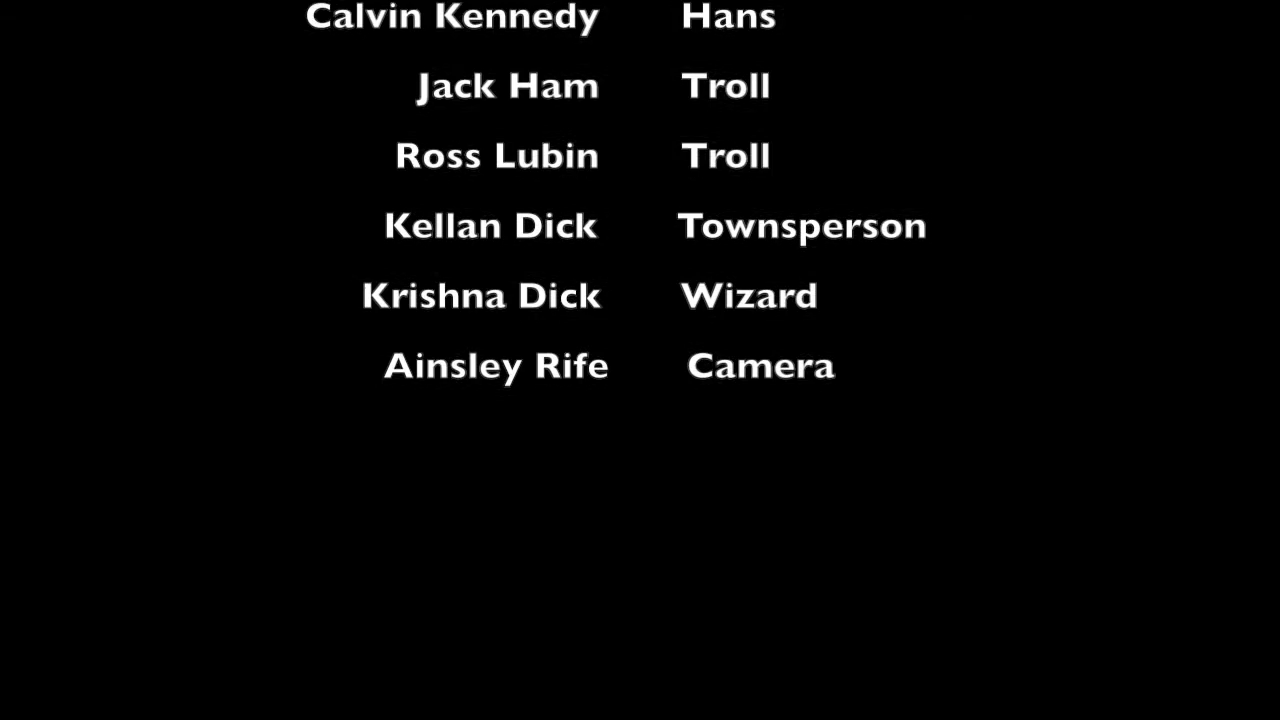 Calvin Kennedy Hans
Jack Ham Troll
Ross Lubin Troll
Kellan Dick Townsperson
Krishna Dick Wizard
Ainsley Rife Camera